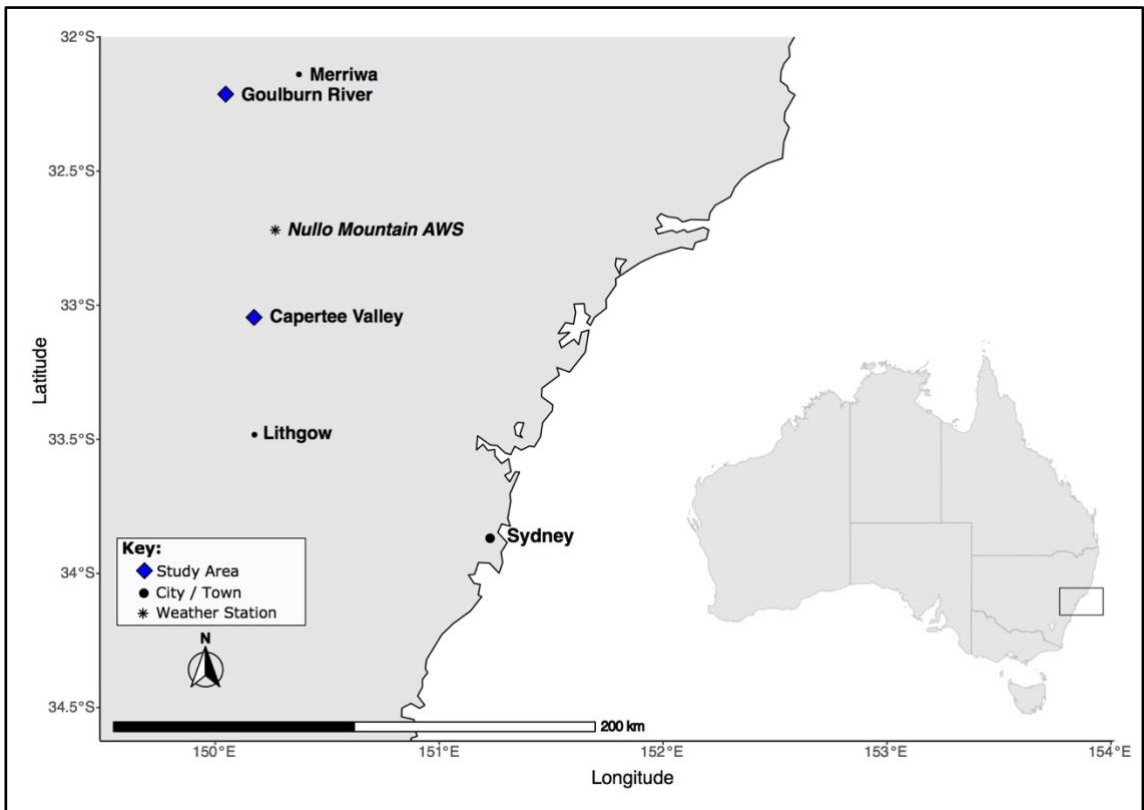 32°S
Merriwa
Goulburn River
32.5°S
Nullo Mountain AWS
33°S
Capertee Valley
Latitude
33.5°S
Lithgow
Sydney
Key:
Study Area
City / Town
Weather Station
34°S
N
34.5°S
200 km
150°E 151°E 152°E 153°E 154°E
Longitude